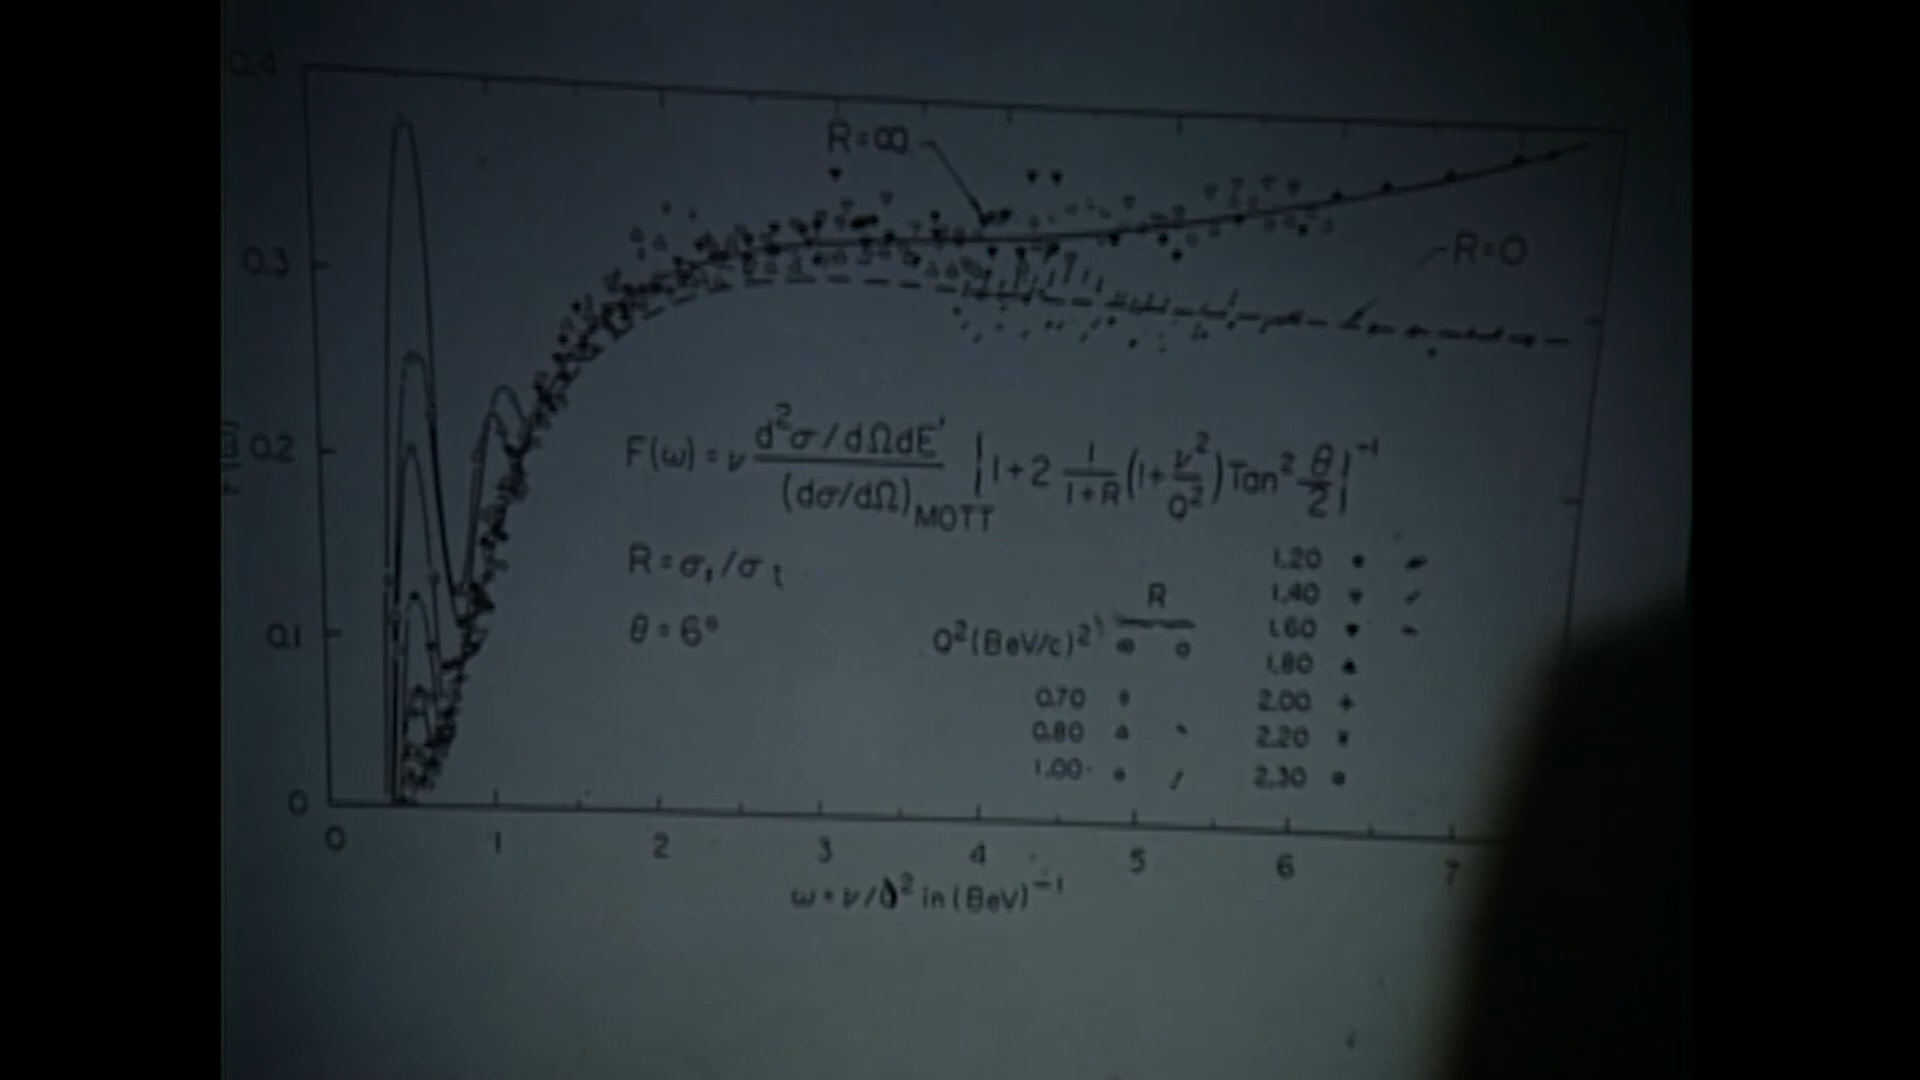 0.4
R=∞
R=0
0.3
0.2
F(ω) = ν d²σ/dΩdE' / (dσ/dΩ)MOTT |1+2 1/1+R (1+ν²/Q²) Tan² θ/2|⁻¹
R = σ /σ
θ = 6°
0.1
R
Q²(BeV/c)² ∞ 0
0.70
0.80
1.00
1.20
1.40
1.60
1.80
2.00
2.20
2.30
0
0 1 2 3 4 5 6 7
ω = ν/Q² in (BeV)⁻¹